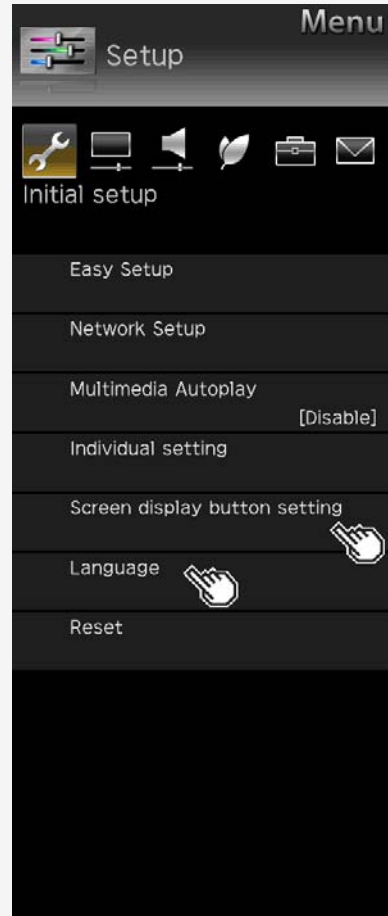 Menu
Setup
Initial setup
Easy Setup
Network Setup
Multimedia Autoplay
[Disable]
Individual setting
Screen display button setting
Language
Reset